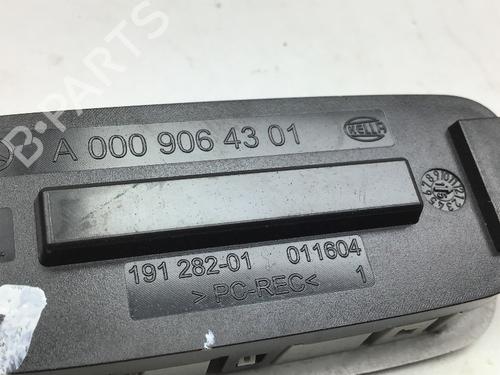 B-PARTS
A 000 906 43 01
HELLA
191 282-01 011604
>PC-REC< 1